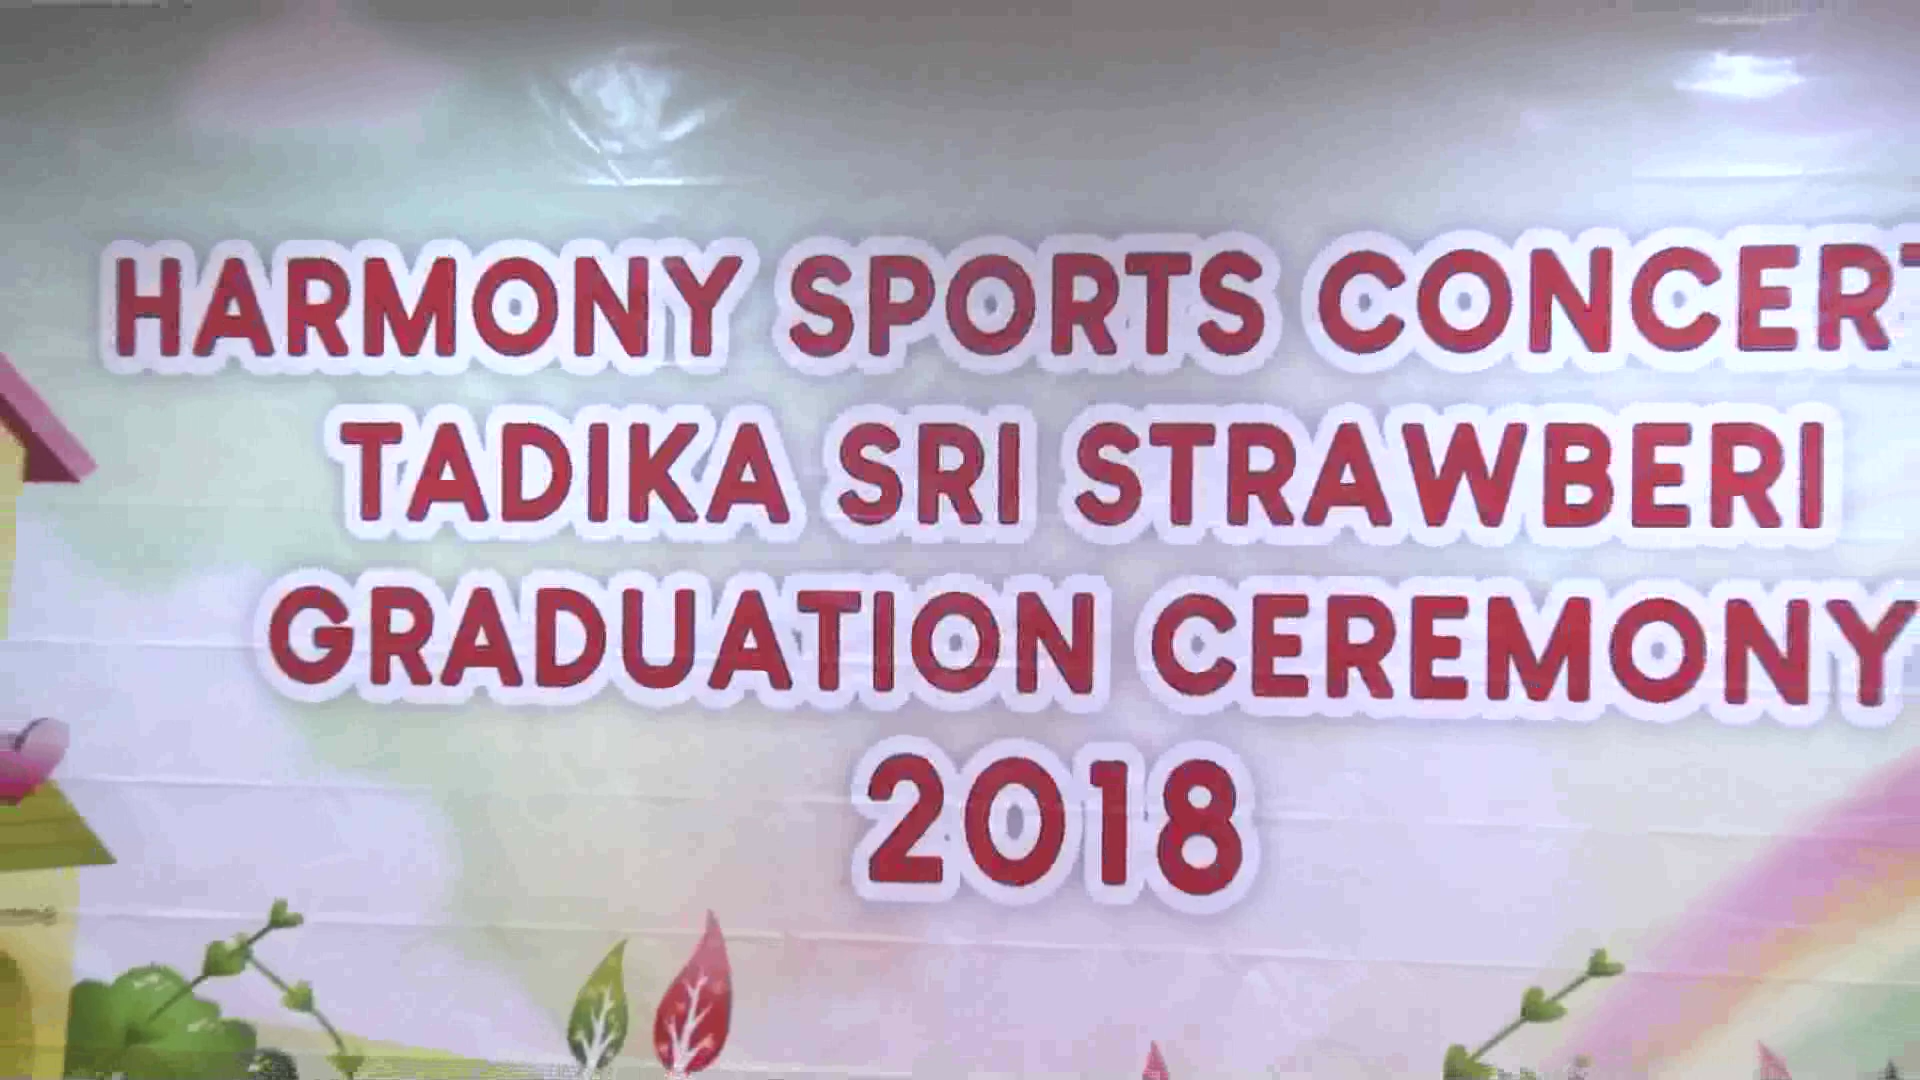 HARMONY SPORTS CONCERT
TADIKA SRI STRAWBERI
GRADUATION CEREMONY
2018